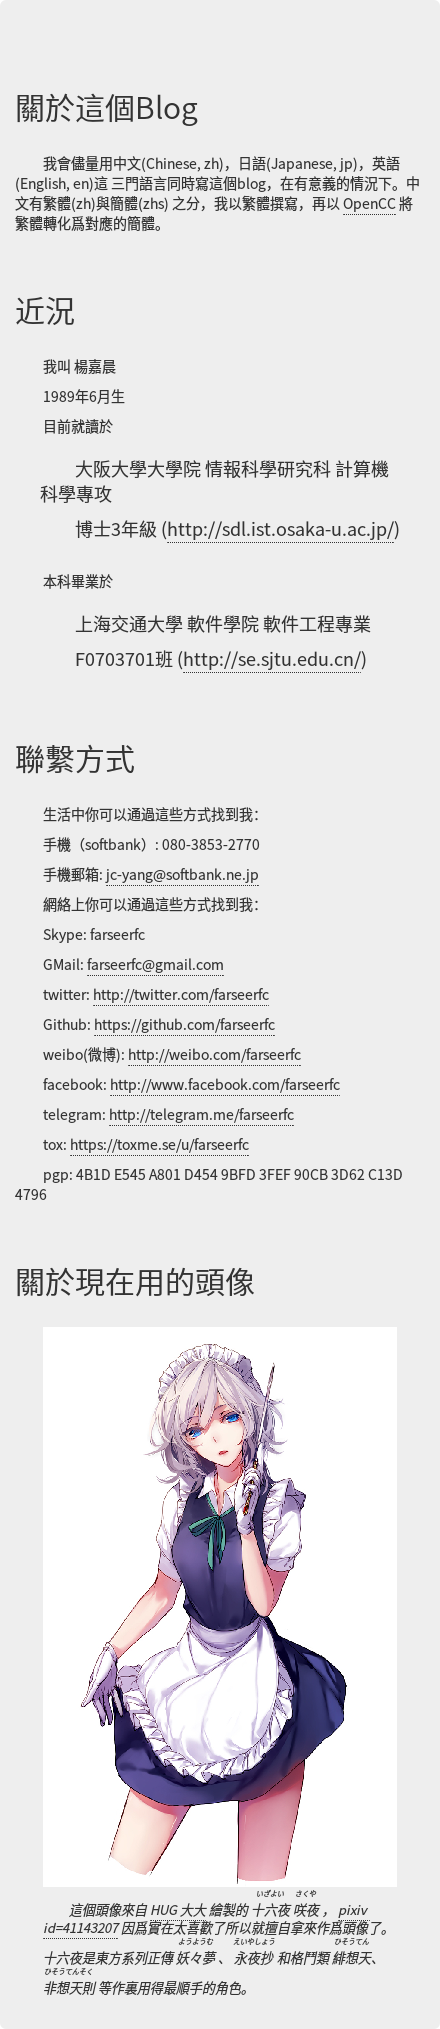 關於這個Blog
我會儘量用中文(Chinese, zh)，日語(Japanese, jp)，英語
(English, en)這 三門語言同時寫這個blog，在有意義的情況下。中
文有繁體(zh)與簡體(zhs) 之分，我以繁體撰寫，再以 OpenCC 將
繁體轉化爲對應的簡體。
近況
我叫 楊嘉晨
1989年6月生
目前就讀於
大阪大學大學院 情報科學研究科 計算機
科學專攻
博士3年級 (http://sdl.ist.osaka-u.ac.jp/)
本科畢業於
上海交通大學 軟件學院 軟件工程專業
F0703701班 (http://se.sjtu.edu.cn/)
聯繫方式
生活中你可以通過這些方式找到我：
手機（softbank）: 080-3853-2770
手機郵箱: jc-yang@softbank.ne.jp
網絡上你可以通過這些方式找到我：
Skype: farseerfc
GMail: farseerfc@gmail.com
twitter: http://twitter.com/farseerfc
Github: https://github.com/farseerfc
weibo(微博): http://weibo.com/farseerfc
facebook: http://www.facebook.com/farseerfc
telegram: http://telegram.me/farseerfc
tox: https://toxme.se/u/farseerfc
pgp: 4B1D E545 A801 D454 9BFD 3FEF 90CB 3D62 C13D
4796
關於現在用的頭像
いざよい さくや
這個頭像來自 HUG 大大 繪製的 十六夜 咲夜 ， pixiv
id=41143207 因爲實在太喜歡了所以就擅自拿來作爲頭像了。
ようようむ えいやしょう ひそうてん
十六夜是東方系列正傳 妖々夢 、 永夜抄 和格鬥類 緋想天、
ひそうてんそく
非想天則 等作裏用得最順手的角色。